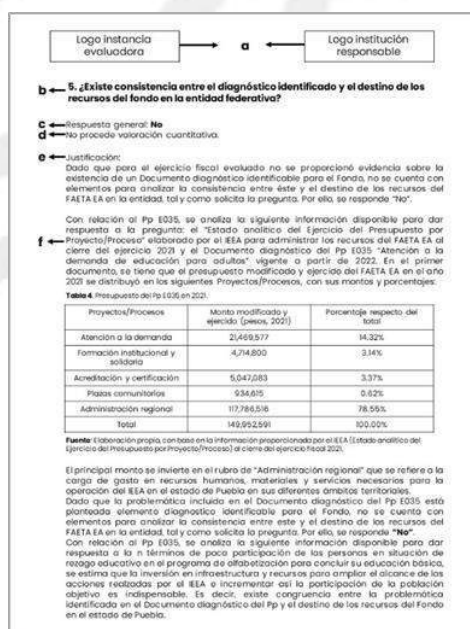 Logo instancia evaluadora
a
Logo institución responsable
b 5. ¿Existe consistencia entre el diagnóstico identificado y el destino de los
recursos del fondo en la entidad federativa?
c Respuesta general: No
d No procede valoración cuantitativa.
e Justificación:
Dado que para el ejercicio fiscal evaluado no se proporcionó evidencia sobre la
existencia de un Documento diagnóstico identificable para el Fondo, no se cuenta con
elementos para analizar la consistencia entre éste y el destino de los recursos del
FAETA EA en la entidad, tal y como solicita la pregunta. Por ello, se responde "No".
Con relación al Pp E035, se analiza la siguiente información disponible para dar
respuesta a la pregunta: el "Estado analítico del Ejercicio del Presupuesto por
f Proyecto/Proceso" elaborado por el IEEA para administrar los recursos del FAETA EA al
cierre del ejercicio 2021 y el Documento diagnóstico del Pp E035 "Atención a la
demanda de educación para adultos" vigente a partir de 2022. En el primer
documento, se tiene que el presupuesto modificado y ejercido del FAETA EA en el año
2021 se distribuyó en los siguientes Proyectos/Procesos, con sus montos y porcentajes:
Tabla 4. Presupuesto del Pp E035 en 2021.
Proyectos/Procesos Monto modificado y ejercido (pesos, 2021) Porcentaje respecto del total
Atención a la demanda 21,469,577 14.32%
Formación institucional y solidaria 4,714,800 3.14%
Acreditación y certificación 5,047,083 3.37%
Plazas comunitarias 934,615 0.62%
Administración regional 117,786,516 78.55%
Total 149,952,591 100.00%
Fuente: Elaboración propia, con base en la información proporcionada por el IEEA (Estado analítico del
Ejercicio del Presupuesto por Proyecto/Proceso) al cierre del ejercicio fiscal 2021.
El principal monto se invierte en el rubro de "Administración regional" que se refiere a la
carga de gasto en recursos humanos, materiales y servicios necesarios para la
operación del IEEA en el estado de Puebla en sus diferentes ámbitos territoriales.
Dado que la problemática incluida en el Documento diagnóstico del Pp E035 está
planteada elemento diagnostico identificable para el Fondo, no se cuenta con
elementos para analizar la consistencia entre este y el destino de los recursos del
FAETA EA en la entidad, tal y como solicita la pregunta. Por ello, se responde "No".
Con relación al Pp E035, se analiza la siguiente información disponible para dar
respuesta a la n términos de poca participación de las personas en situación de
rezago educativo en el programa de alfabetización para concluir su educación básica,
se estima que la inversión en infraestructura y recursos para ampliar el alcance de las
acciones realizadas por el IEEA e incrementar así la participación de la población
objetivo es indispensable. Es decir, existe congruencia entre la problemática
identificada en el Documento diagnóstico del Pp y el destino de los recursos del Fondo
en el estado de Puebla.